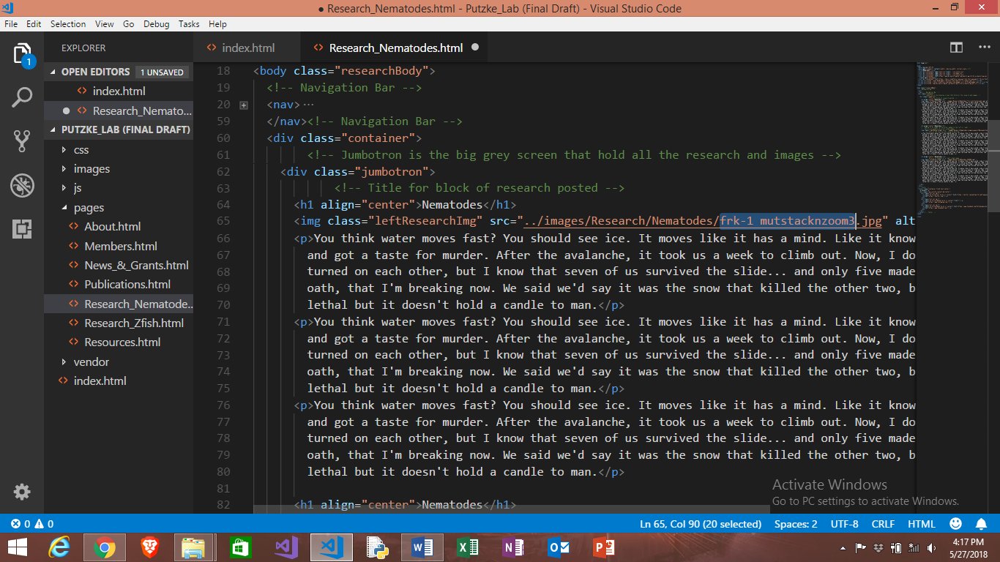 ● Research_Nematodes.html - Putzke_Lab (Final Draft) - Visual Studio Code
File Edit Selection View Go Debug Tasks Help
EXPLORER
OPEN EDITORS 1 UNSAVED
index.html
Research_Nemato...
PUTZKE_LAB (FINAL DRAFT)
css
images
js
pages
About.html
Members.html
News_&_Grants.html
Publications.html
Research_Nematode...
Research_Zfish.html
Resources.html
vendor
index.html
1
index.html Research_Nematodes.html
18 <body class="researchBody">
19 <!-- Navigation Bar -->
20 <nav>...
59 </nav><!-- Navigation Bar -->
60 <div class="container">
61 <!-- Jumbotron is the big grey screen that hold all the research and images -->
62 <div class="jumbotron">
63 <!-- Title for block of research posted -->
64 <h1 align="center">Nematodes</h1>
65 <img class="leftResearchImg" src="../images/Research/Nematodes/frk-1 mutstacknzoom3.jpg" alt
66 <p>You think water moves fast? You should see ice. It moves like it has a mind. Like it know
67 and got a taste for murder. After the avalanche, it took us a week to climb out. Now, I do
68 turned on each other, but I know that seven of us survived the slide... and only five made
69 oath, that I'm breaking now. We said we'd say it was the snow that killed the other two, b
70 lethal but it doesn't hold a candle to man.</p>
71 <p>You think water moves fast? You should see ice. It moves like it has a mind. Like it know
72 and got a taste for murder. After the avalanche, it took us a week to climb out. Now, I do
73 turned on each other, but I know that seven of us survived the slide... and only five made
74 oath, that I'm breaking now. We said we'd say it was the snow that killed the other two, b
75 lethal but it doesn't hold a candle to man.</p>
76 <p>You think water moves fast? You should see ice. It moves like it has a mind. Like it know
77 and got a taste for murder. After the avalanche, it took us a week to climb out. Now, I do
78 turned on each other, but I know that seven of us survived the slide... and only five made
79 oath, that I'm breaking now. We said we'd say it was the snow that killed the other two, b
80 lethal but it doesn't hold a candle to man.</p>
81
82 <h1 align="center">Nematodes</h1>
Activate Windows
Go to PC settings to activate Windows.
0 0 Ln 65, Col 90 (20 selected) Spaces: 2 UTF-8 CRLF HTML
4:17 PM
5/27/2018